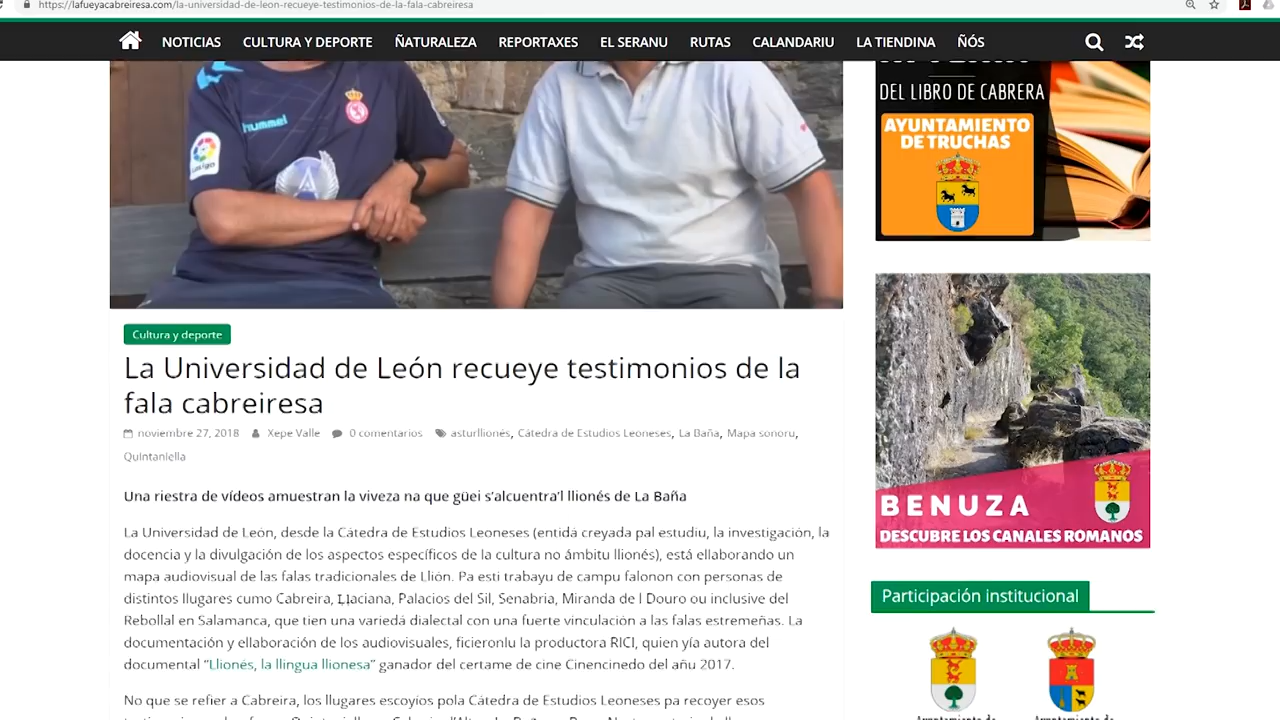 https://lafueyacabreiresa.com/la-universidad-de-leon-recueye-testimonios-de-la-fala-cabreiresa
NOTICIAS CULTURA Y DEPORTE ÑATURALEZA REPORTAXES EL SERANU RUTAS CALANDARIU LA TIENDINA ÑÓS
hummel
LaLiga
DEL LIBRO DE CABRERA
AYUNTAMIENTO
DE TRUCHAS
BENUZA
DESCUBRE LOS CANALES ROMANOS
Cultura y deporte
La Universidad de León recueye testimonios de la
fala cabreiresa
noviembre 27, 2018 Xepe Valle 0 comentarios asturllionés, Cátedra de Estudios Leoneses, La Baña, Mapa sonoru,
Quintaniella
Una riestra de vídeos amuestran la viveza na que güei s'alcuentra'l llionés de La Baña
La Universidad de León, desde la Cátedra de Estudios Leoneses (entidá creyada pal estudiu, la investigación, la
docencia y la divulgación de los aspectos específicos de la cultura no ámbitu llionés), está ellaborando un
mapa audiovisual de las falas tradicionales de Llión. Pa esti trabayu de campu falonon con personas de
distintos llugares cumo Cabreira, Llaciana, Palacios del Sil, Senabria, Miranda de l Douro ou inclusive del
Rebollal en Salamanca, que tien una variedá dialectal con una fuerte vinculación a las falas estremeñas. La
documentación y ellaboración de los audiovisuales, ficieronlu la productora RICI, quien yía autora del
documental "Llionés, la llingua llionesa" ganador del certame de cine Cinencinedo del añu 2017.
No que se refier a Cabreira, los llugares escoyíos pola Cátedra de Estudios Leoneses pa recoyer esos
Participación institucional